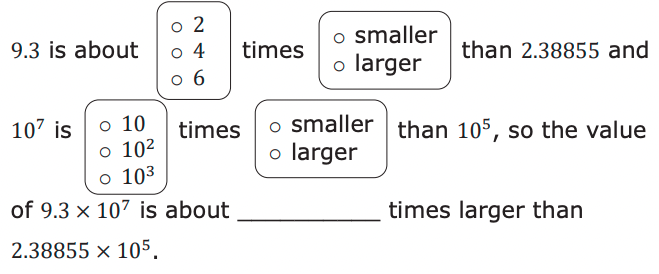 9.3 is about ○ 2 ○ 4 ○ 6 times ○ smaller ○ larger than 2.38855 and
10⁷ is ○ 10 ○ 10² ○ 10³ times ○ smaller ○ larger than 10⁵, so the value
of 9.3 × 10⁷ is about ____________ times larger than
2.38855 × 10⁵.